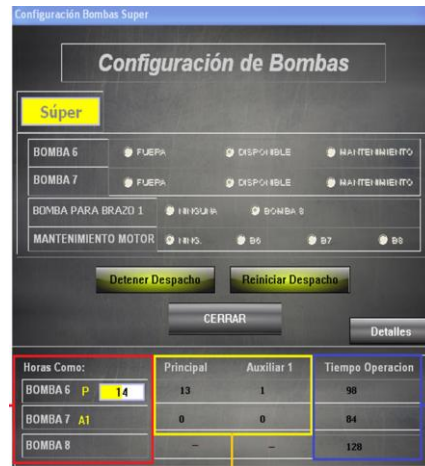 Configuración Bombas Super
Configuración de Bombas
Súper
BOMBA 6 FUERA DISPONIBLE MANTENIMIENTO
BOMBA 7 FUERA DISPONIBLE MANTENIMIENTO
BOMBA PARA BRAZO 1 NINGUNA BOMBA 8
MANTENIMIENTO MOTOR NING. B6 B7 B8
Detener Despacho Reiniciar Despacho
CERRAR
Detalles
Horas Como: Principal Auxiliar 1 Tiempo Operacion
BOMBA 6 P 14 13 1 98
BOMBA 7 A1 0 0 84
BOMBA 8 – – 128